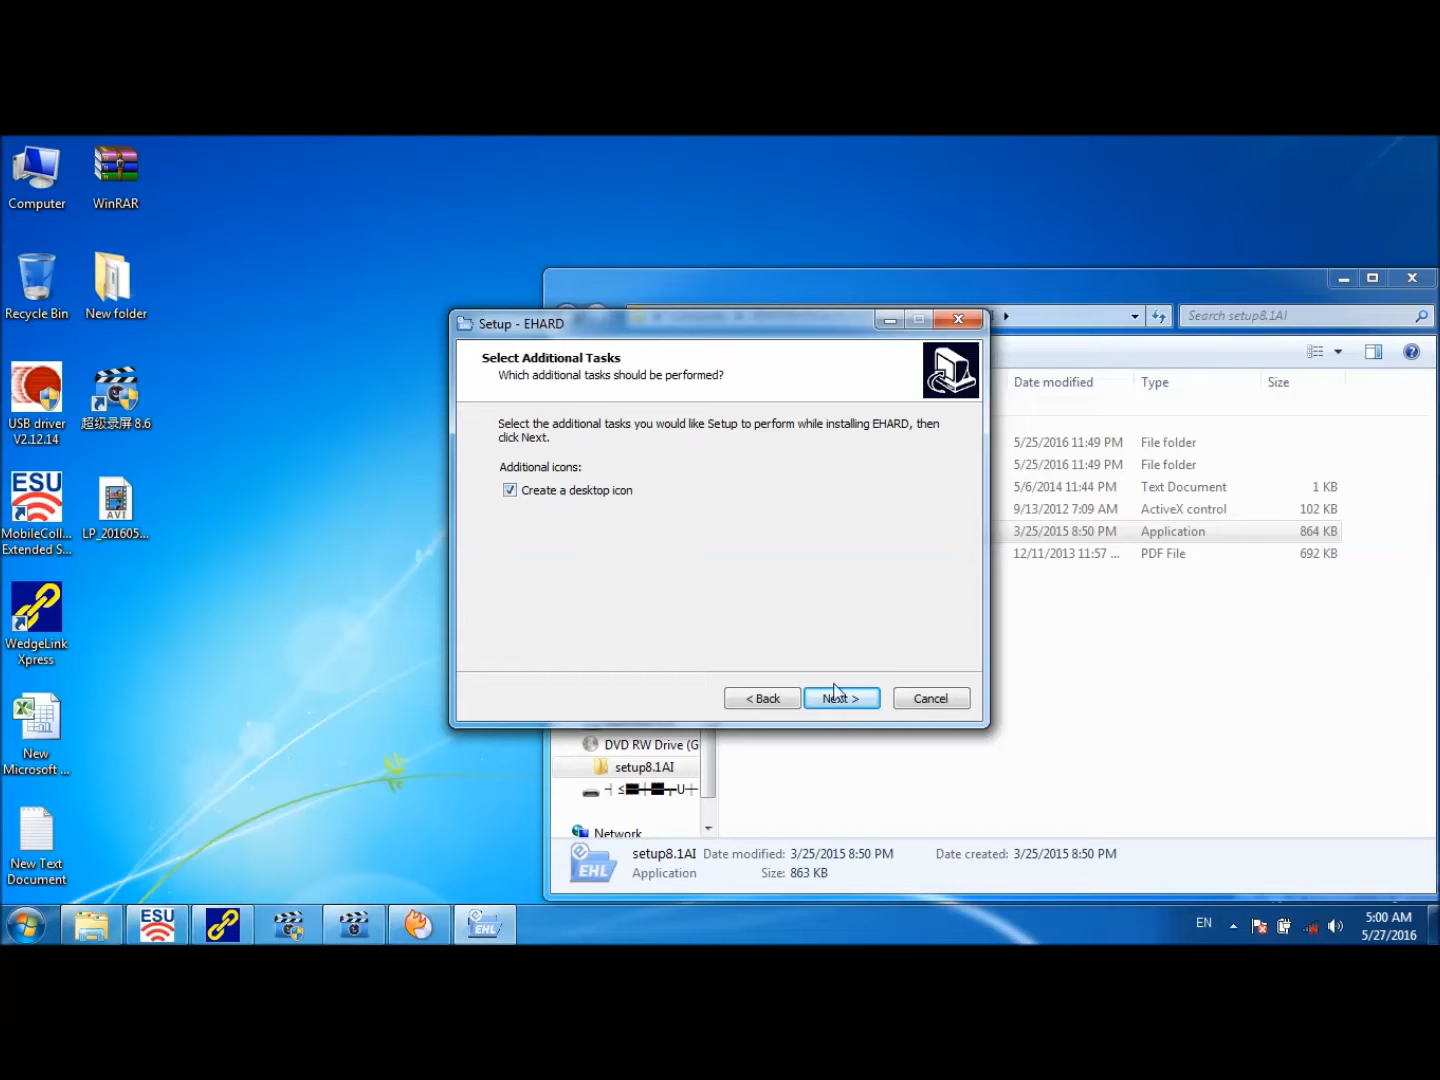 Computer
WinRAR
Recycle Bin
New folder
USB driver
V2.12.14
超级录屏 8.6
ESU
MobileColl...
Extended S...
AVI
LP_201605...
WedgeLink
Xpress
New
Microsoft ...
New Text
Document
Search setup8.1AI
Date modified
Type
Size
5/25/2016 11:49 PM
File folder
5/25/2016 11:49 PM
File folder
5/6/2014 11:44 PM
Text Document
1 KB
9/13/2012 7:09 AM
ActiveX control
102 KB
3/25/2015 8:50 PM
Application
864 KB
12/11/2013 11:57 ...
PDF File
692 KB
Setup - EHARD
Select Additional Tasks
Which additional tasks should be performed?
Select the additional tasks you would like Setup to perform while installing EHARD, then
click Next.
Additional icons:
Create a desktop icon
< Back
Next >
Cancel
DVD RW Drive (G
setup8.1AI
Network
EHL
setup8.1AI
Date modified: 3/25/2015 8:50 PM
Date created: 3/25/2015 8:50 PM
Application
Size: 863 KB
ESU
EHL
EN
5:00 AM
5/27/2016